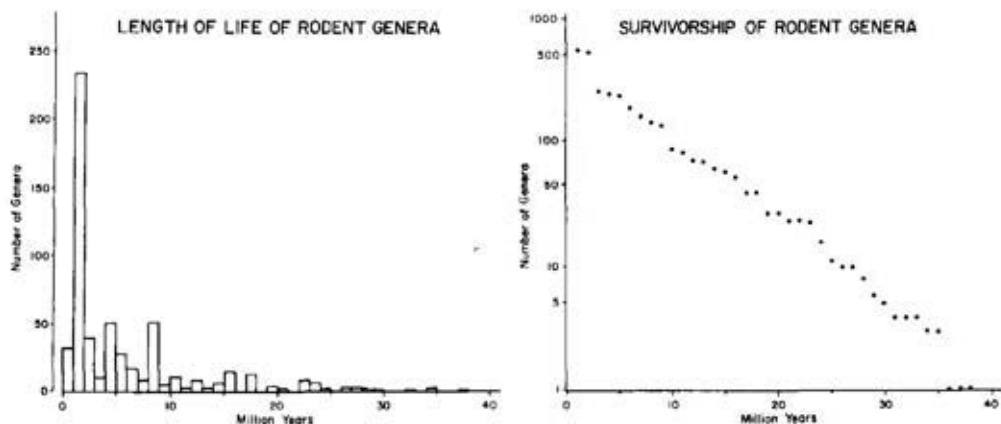 LENGTH OF LIFE OF RODENT GENERA
250
200
150
100
50
0
Number of Genera
0 10 20 30 40
Million Years
SURVIVORSHIP OF RODENT GENERA
1000
500
100
50
10
5
1
Number of Genera
0 10 20 30 40
Million Years